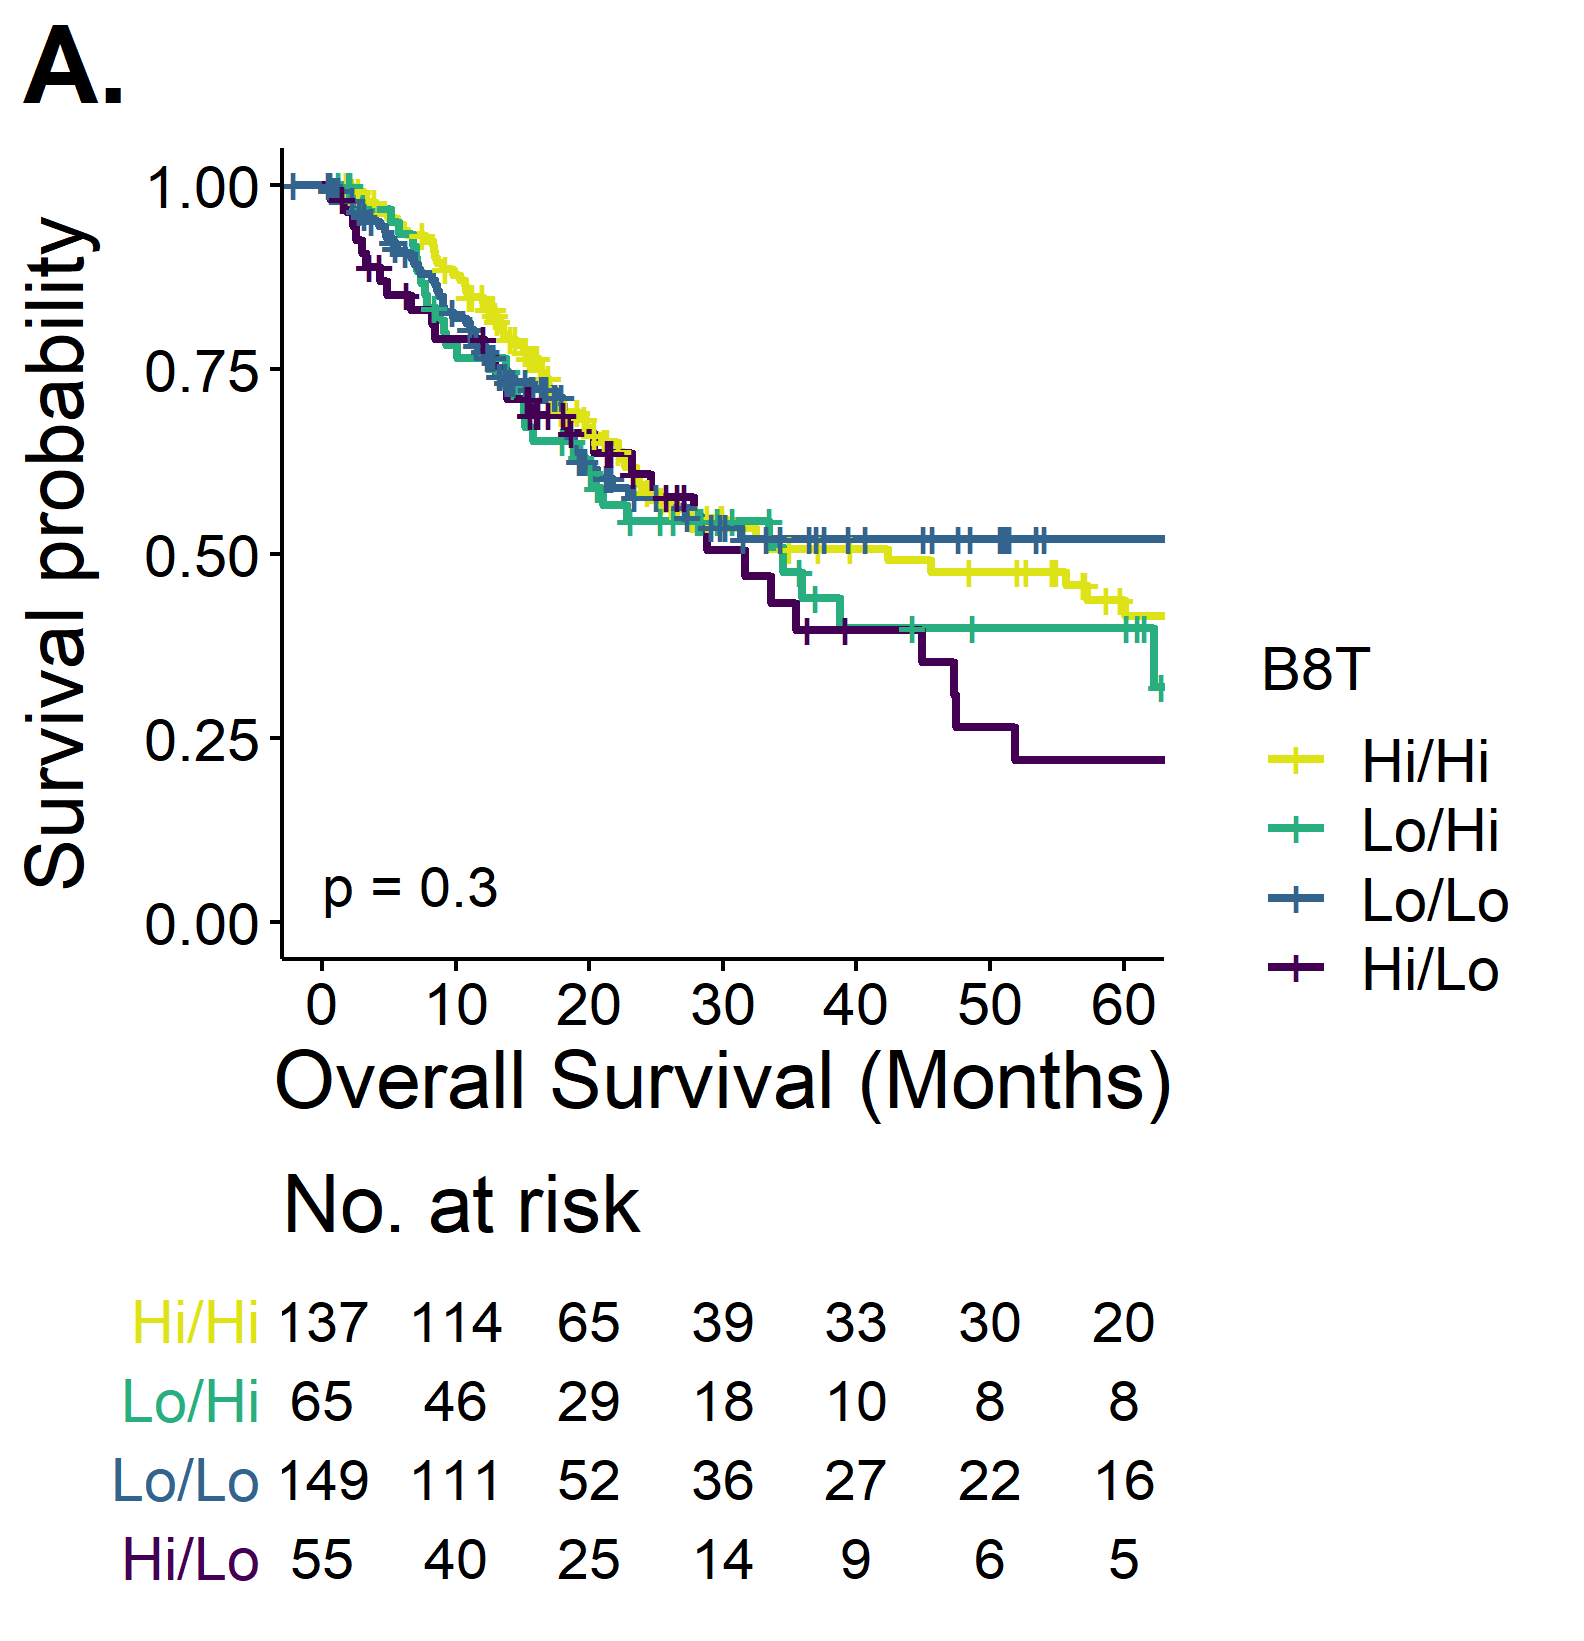 A.
Survival probability
1.00
0.75
0.50
0.25
0.00
p = 0.3
0 10 20 30 40 50 60
Overall Survival (Months)
B8T
Hi/Hi
Lo/Hi
Lo/Lo
Hi/Lo
No. at risk
Hi/Hi 137 114 65 39 33 30 20
Lo/Hi 65 46 29 18 10 8 8
Lo/Lo 149 111 52 36 27 22 16
Hi/Lo 55 40 25 14 9 6 5